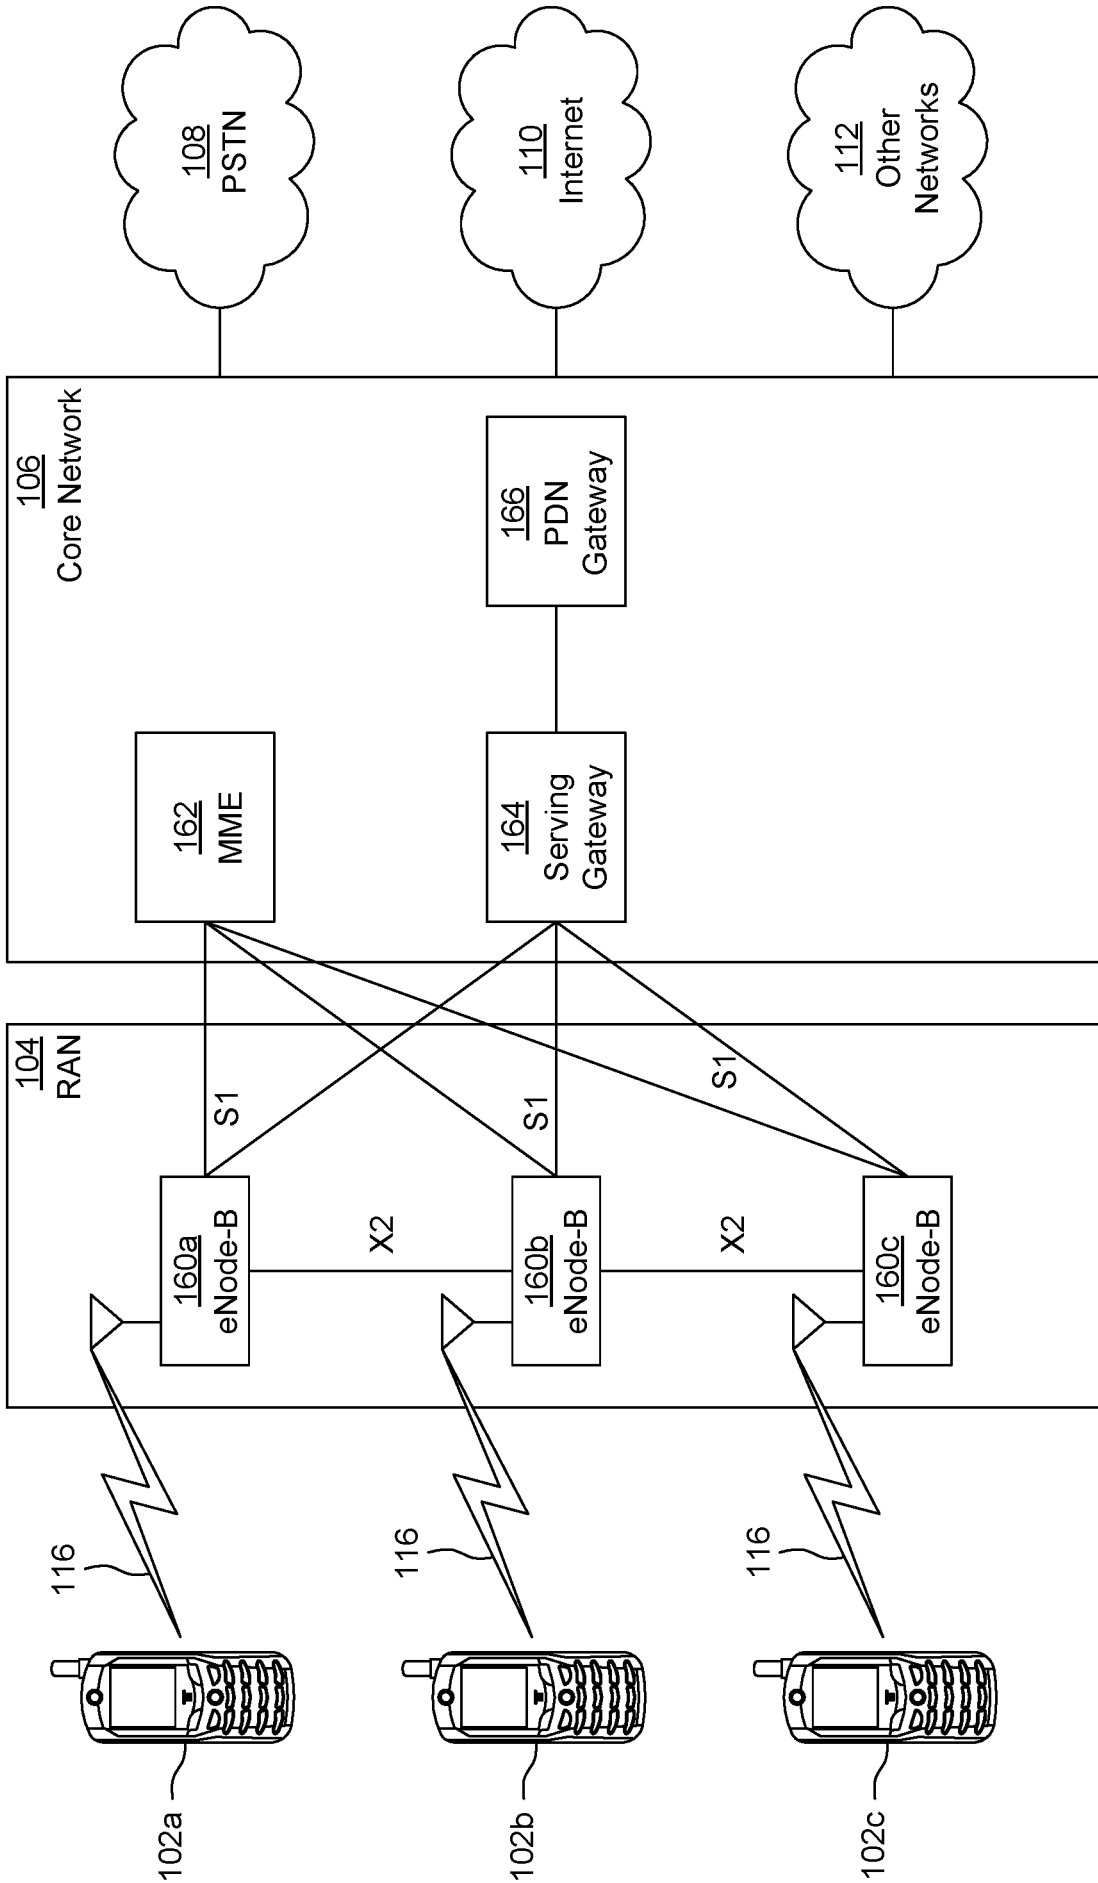 102a
102b
102c
116
116
116
104
RAN
160a
eNode-B
160b
eNode-B
160c
eNode-B
X2
X2
S1
S1
S1
106
Core Network
162
MME
164
Serving
Gateway
166
PDN
Gateway
108
PSTN
110
Internet
112
Other
Networks